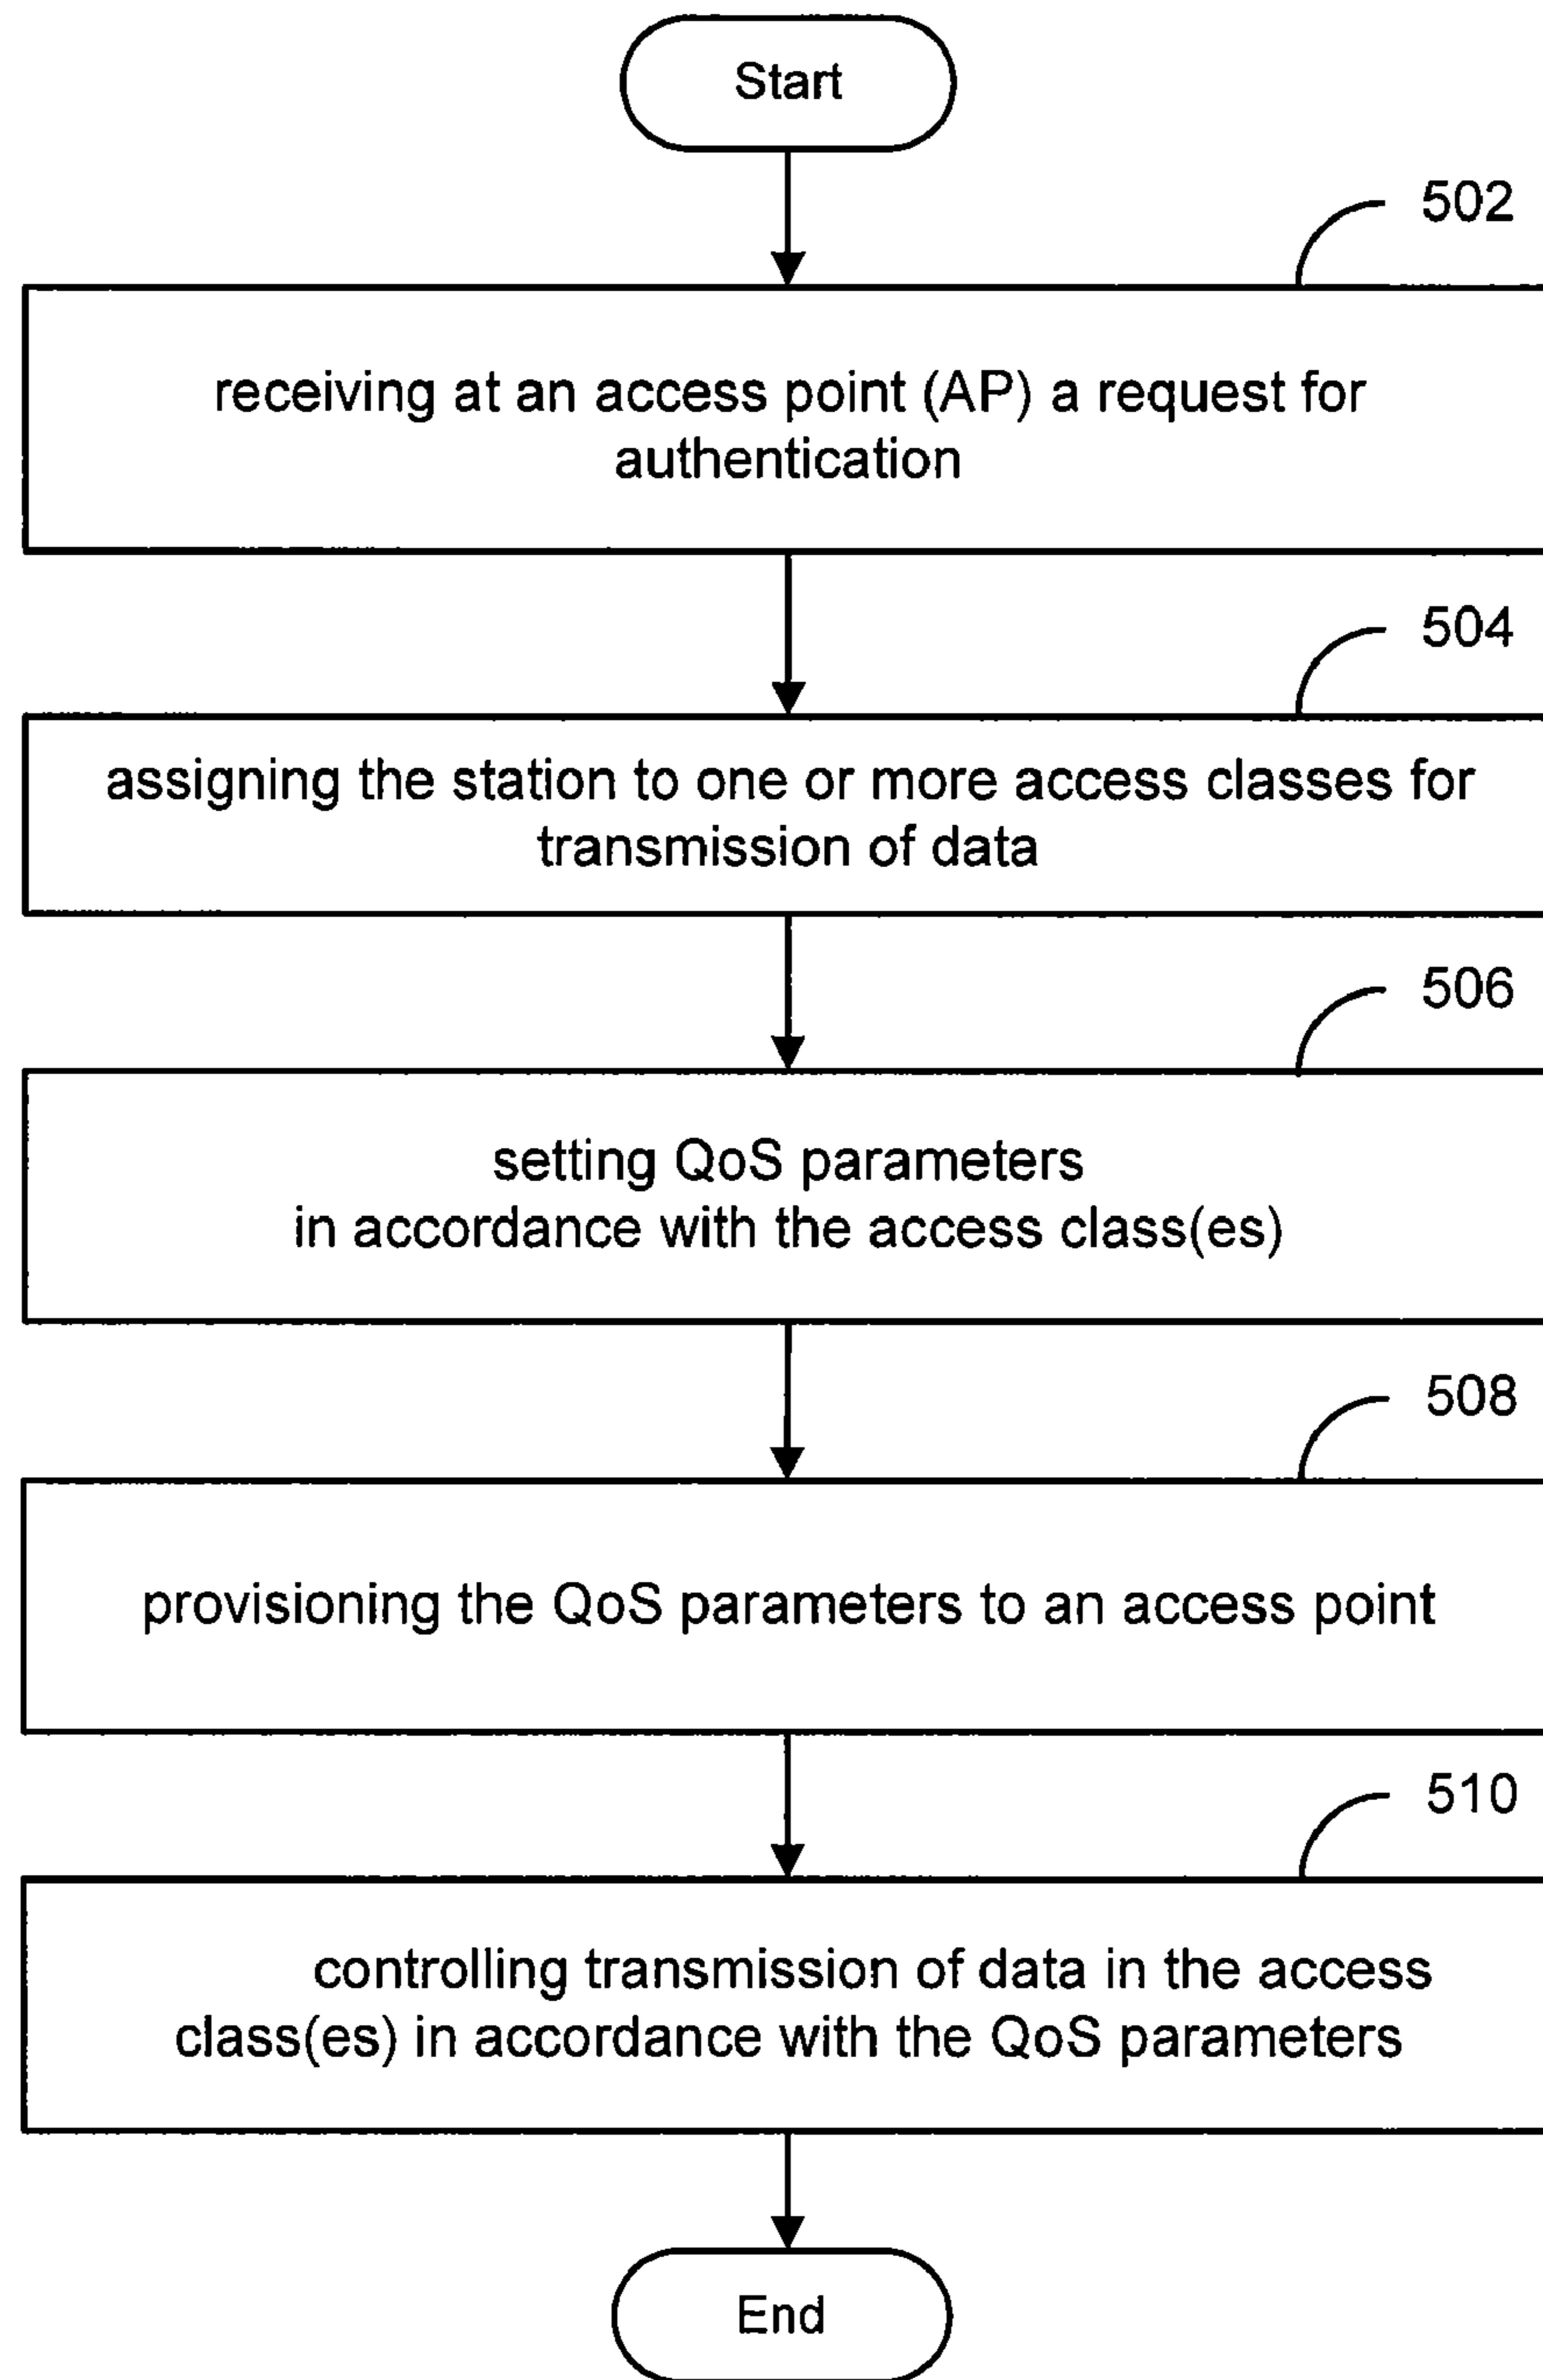 Start
502
receiving at an access point (AP) a request for
authentication
504
assigning the station to one or more access classes for
transmission of data
506
setting QoS parameters
in accordance with the access class(es)
508
provisioning the QoS parameters to an access point
510
controlling transmission of data in the access
class(es) in accordance with the QoS parameters
End